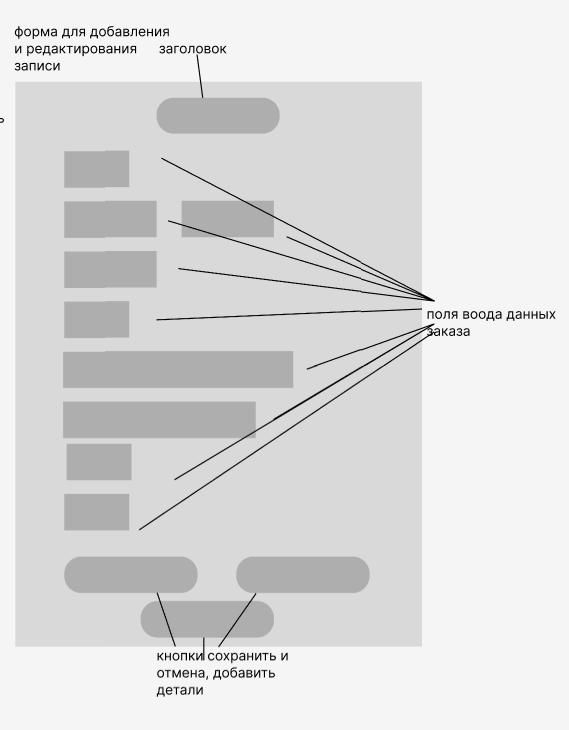 форма для добавления
и редактирования
записи
заголовок
поля воода данных
заказа
кнопки сохранить и
отмена, добавить
детали